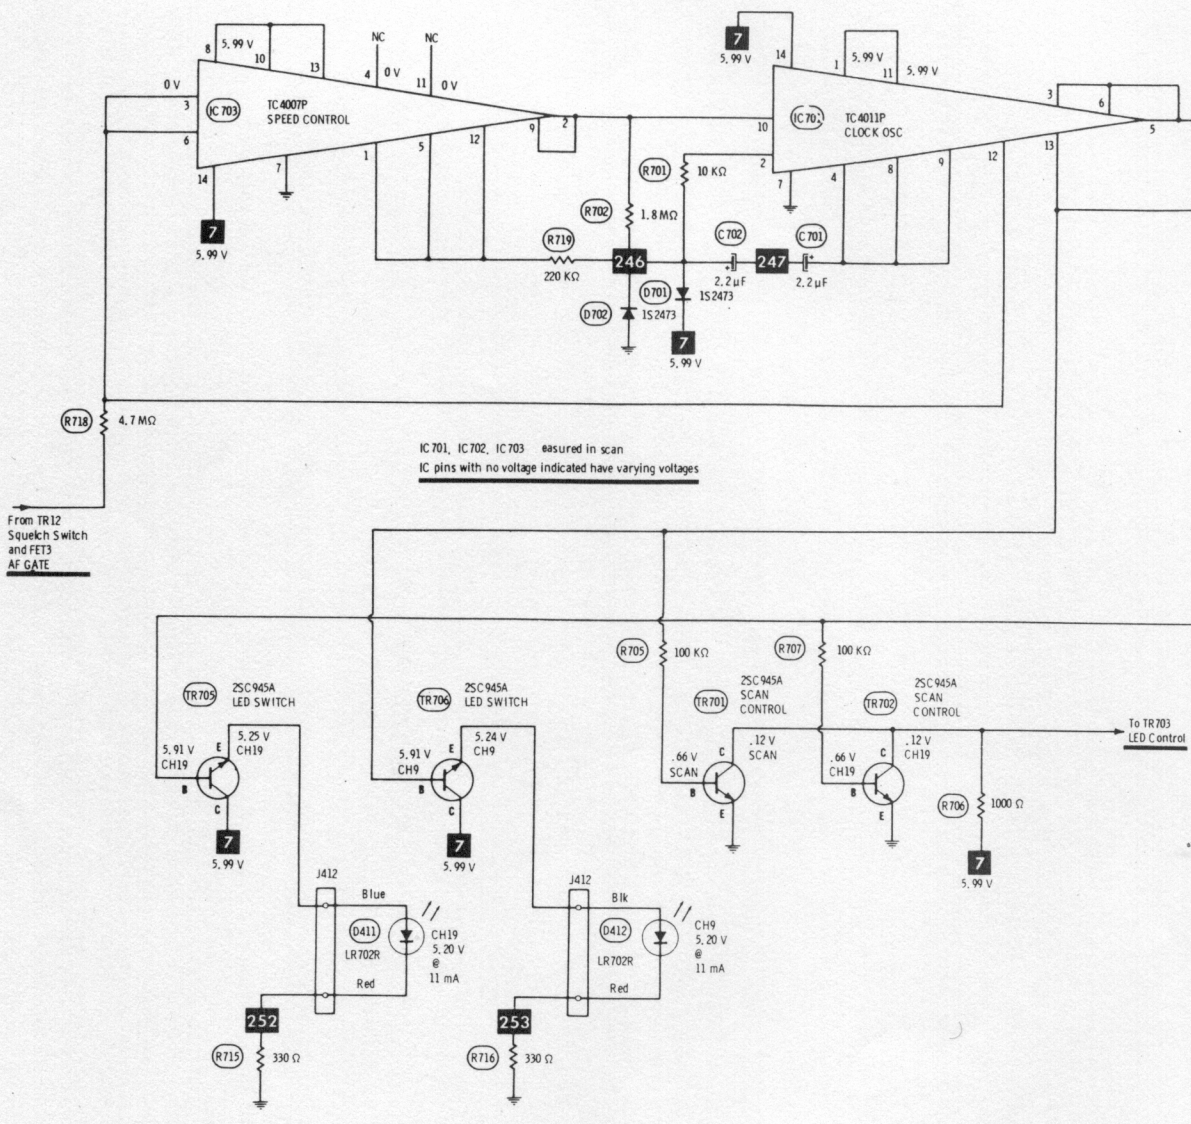 8
5.99 V
10
13
NC
4
0 V
NC
11
0 V
0 V
3
6
IC703
TC4007P
SPEED CONTROL
9
2
14
7
1
5
12
7
5.99 V
7
5.99 V
14
1
5.99 V
11
5.99 V
3
6
10
2
TC4011P
CLOCK OSC
5
13
7
4
8
9
12
R701
10 KΩ
R702
1.8 MΩ
R719
220 KΩ
246
C702
2.2µF
247
C701
2.2µF
D701
1S2473
D702
1S2473
7
5.99 V
R718
4.7 MΩ
IC701, IC702, IC703 easured in scan
IC pins with no voltage indicated have varying voltages
From TR12
Squelch Switch
and FET3
AF GATE
R705
100 KΩ
R707
100 KΩ
TR705
2SC945A
LED SWITCH
5.91 V
CH19
E
5.25 V
CH19
B
C
7
5.99 V
TR706
2SC945A
LED SWITCH
5.91 V
CH9
E
5.24 V
CH9
B
C
7
5.99 V
TR701
2SC945A
SCAN
CONTROL
.66 V
SCAN
C
.12 V
SCAN
B
E
TR702
2SC945A
SCAN
CONTROL
.66 V
CH19
C
.12 V
CH19
B
E
To TR703
LED Control
R706
1000 Ω
7
5.99 V
J412
Blue
D411
LR702R
CH19
5.20 V
@
11 mA
Red
252
R715
330 Ω
J412
Blk
D412
LR702R
CH9
5.20 V
@
11 mA
Red
253
R716
330 Ω